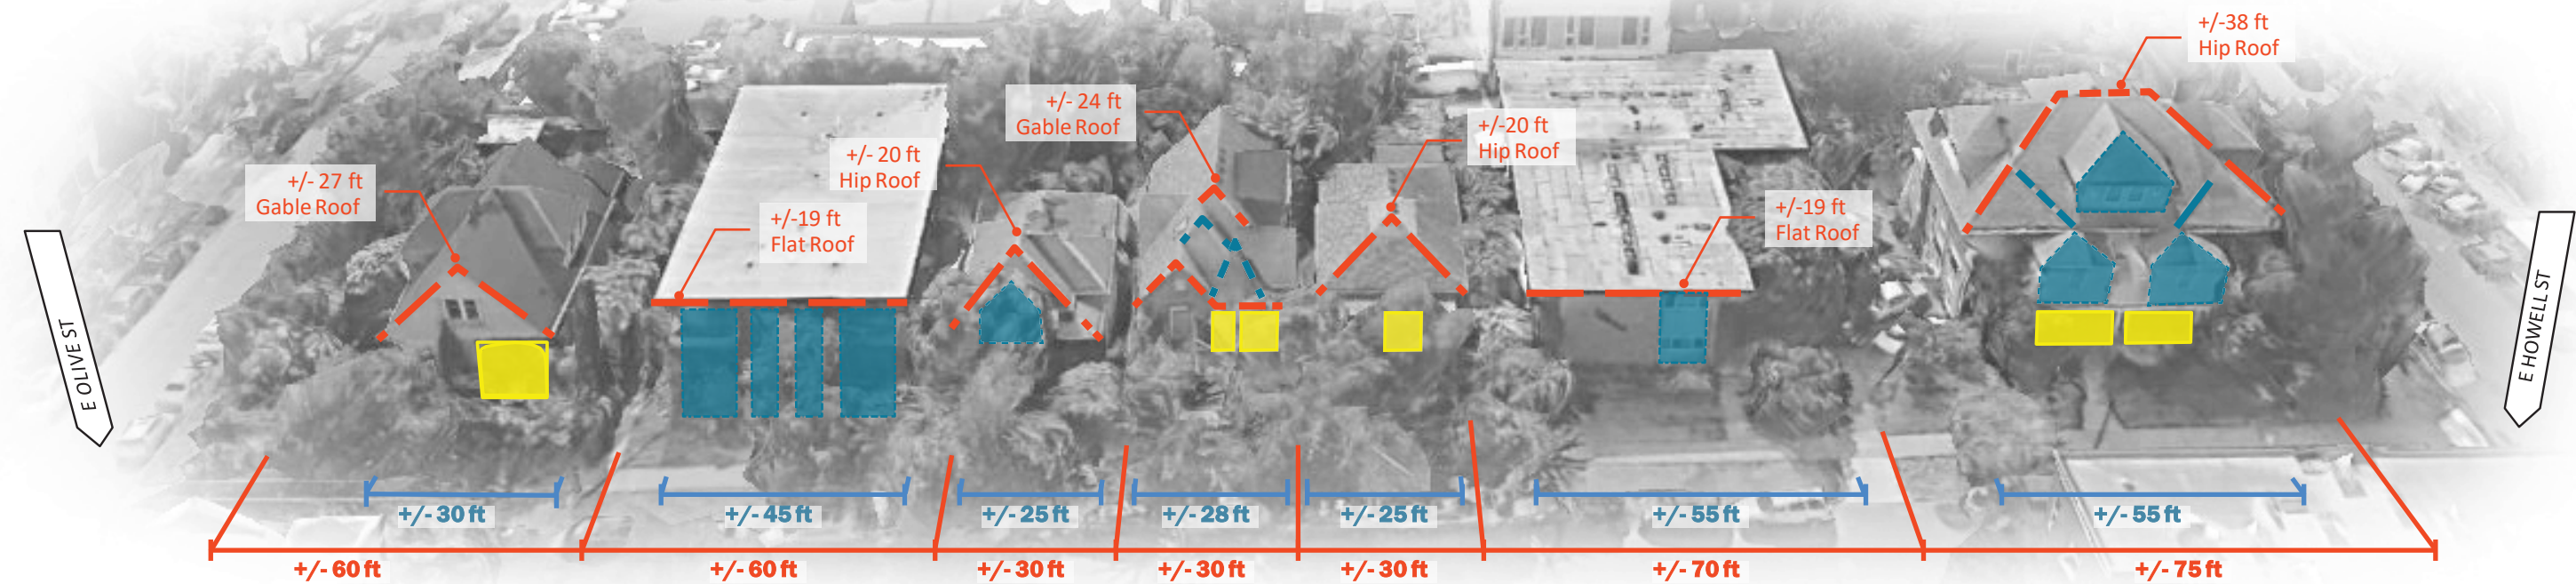 +/-38 ft
Hip Roof
+/- 24 ft
Gable Roof
+/-20 ft
Hip Roof
+/- 20 ft
Hip Roof
+/- 27 ft
Gable Roof
+/-19 ft
Flat Roof
+/-19 ft
Flat Roof
E OLIVE ST
E HOWELL ST
+/- 30 ft
+/- 45 ft
+/- 25 ft
+/- 28 ft
+/- 25 ft
+/- 55 ft
+/- 55 ft
+/- 60 ft
+/- 60 ft
+/- 30 ft
+/- 30 ft
+/- 30 ft
+/- 70 ft
+/- 75 ft